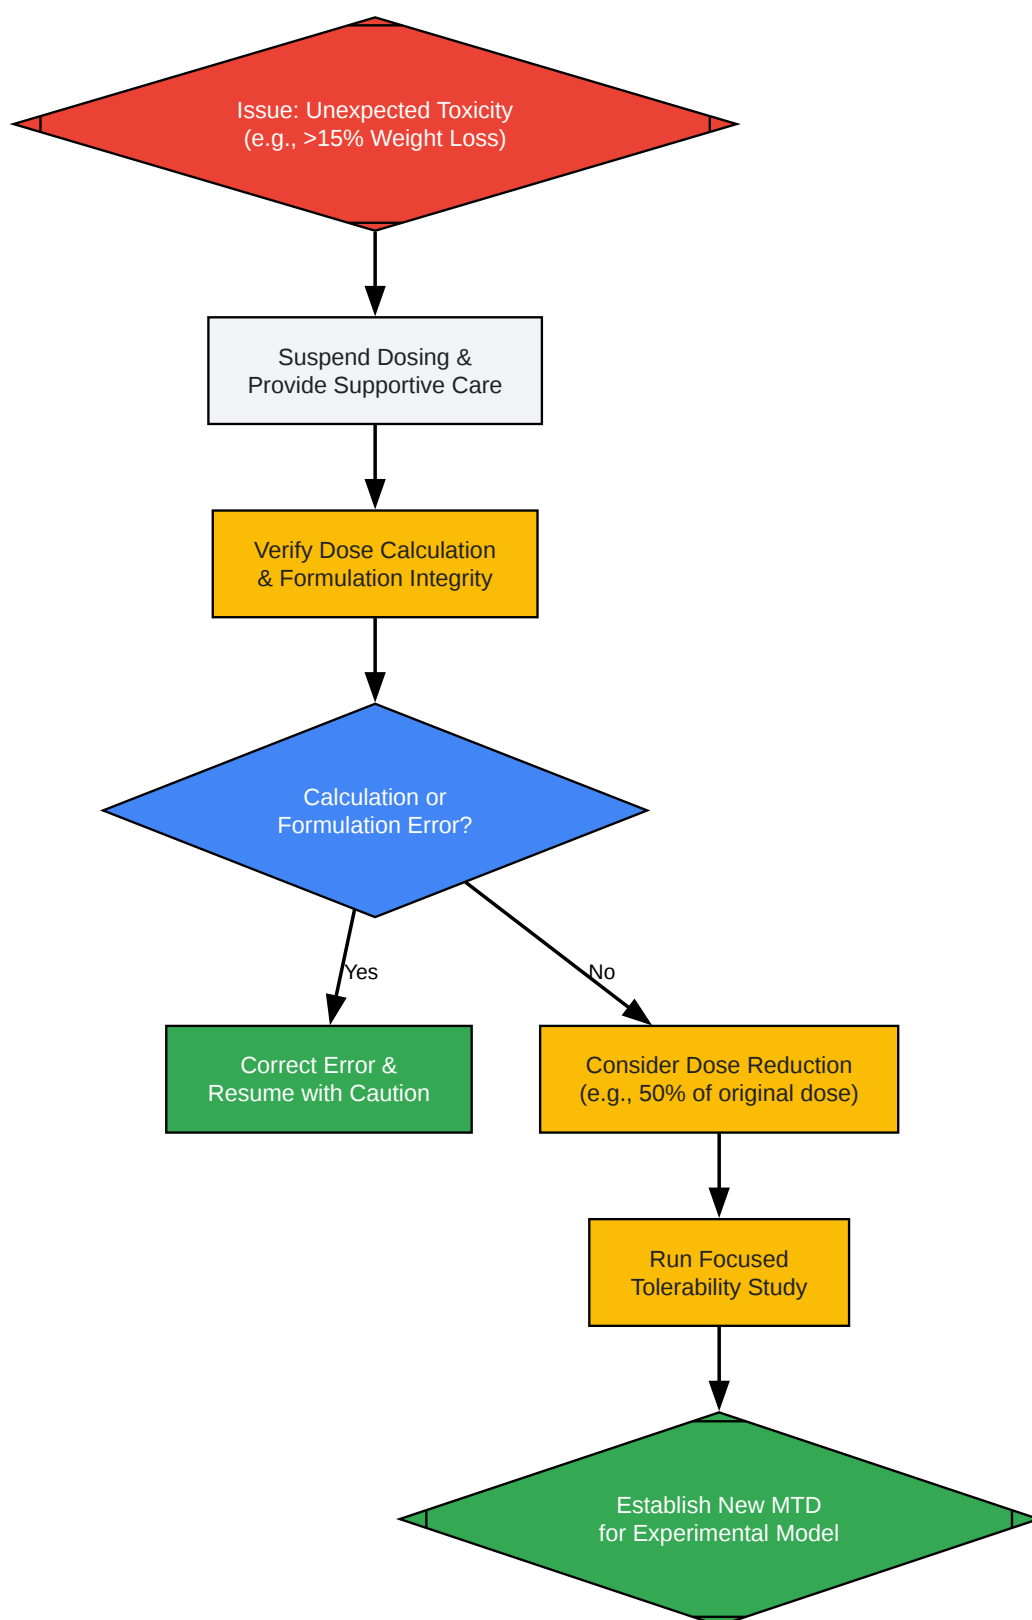 Issue: Unexpected Toxicity
(e.g., >15% Weight Loss)
Suspend Dosing &
Provide Supportive Care
Verify Dose Calculation
& Formulation Integrity
Calculation or
Formulation Error?
Yes
No
Correct Error &
Resume with Caution
Consider Dose Reduction
(e.g., 50% of original dose)
Run Focused
Tolerability Study
Establish New MTD
for Experimental Model